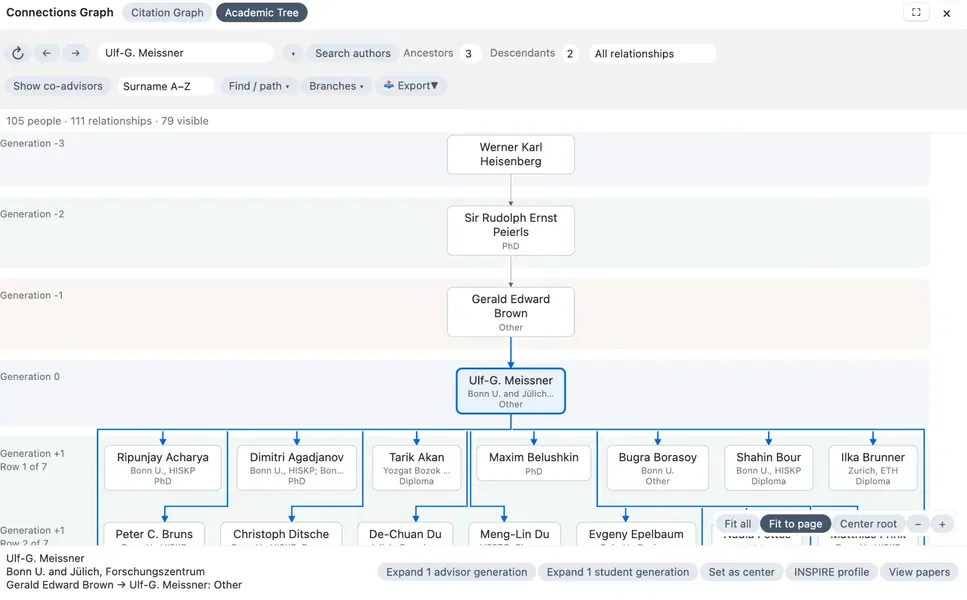 Connections Graph Citation Graph Academic Tree
Ulf-G. Meissner Search authors Ancestors 3 Descendants 2 All relationships
Show co-advisors Surname A–Z Find / path Branches Export
105 people · 111 relationships · 79 visible
Generation -3
Werner Karl
Heisenberg
Generation -2
Sir Rudolph Ernst
Peierls
PhD
Generation -1
Gerald Edward
Brown
Other
Generation 0
Ulf-G. Meissner
Bonn U. and Jülich...
Other
Generation +1
Row 1 of 7
Ripunjay Acharya
Bonn U., HISKP
PhD
Dimitri Agadjanov
Bonn U., HISKP; Bon...
PhD
Tarik Akan
Yozgat Bozok ...
Diploma
Maxim Belushkin
PhD
Bugra Borasoy
Bonn U.
Other
Shahin Bour
Bonn U., HISKP
Diploma
Ilka Brunner
Zurich, ETH
Diploma
Generation +1
Row 2 of 7
Peter C. Bruns
Christoph Ditsche
De-Chuan Du
Meng-Lin Du
Evgeny Epelbaum
Fit all Fit to page Center root − +
Ulf-G. Meissner
Bonn U. and Jülich, Forschungszentrum
Gerald Edward Brown → Ulf-G. Meissner: Other
Expand 1 advisor generation Expand 1 student generation Set as center INSPIRE profile View papers